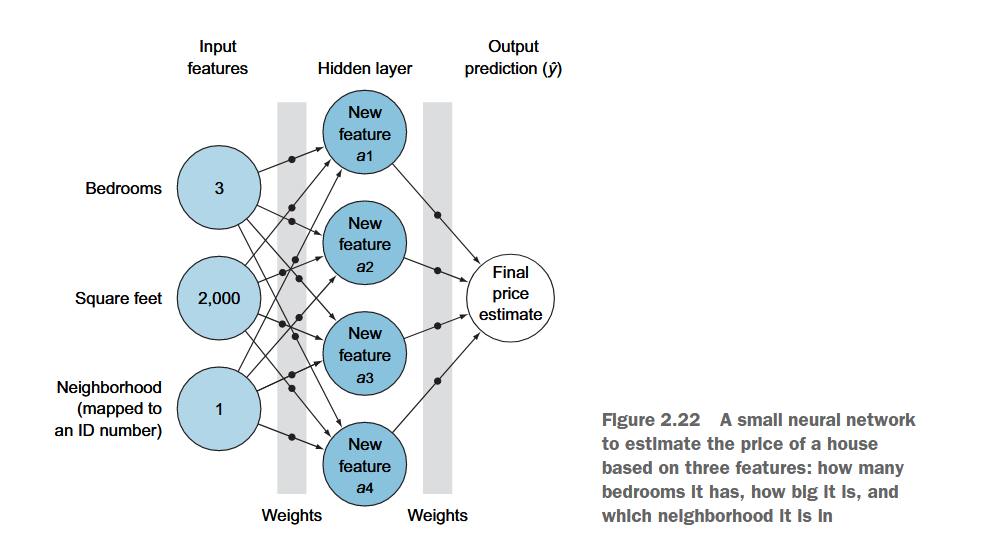 Input
features
Hidden layer
Output
prediction (ŷ)
New
feature
a1
Bedrooms
3
New
feature
a2
Square feet
2,000
Final
price
estimate
New
feature
a3
Neighborhood
(mapped to
an ID number)
1
New
feature
a4
Weights
Weights
Figure 2.22 A small neural network
to estimate the price of a house
based on three features: how many
bedrooms it has, how big it is, and
which neighborhood it is in